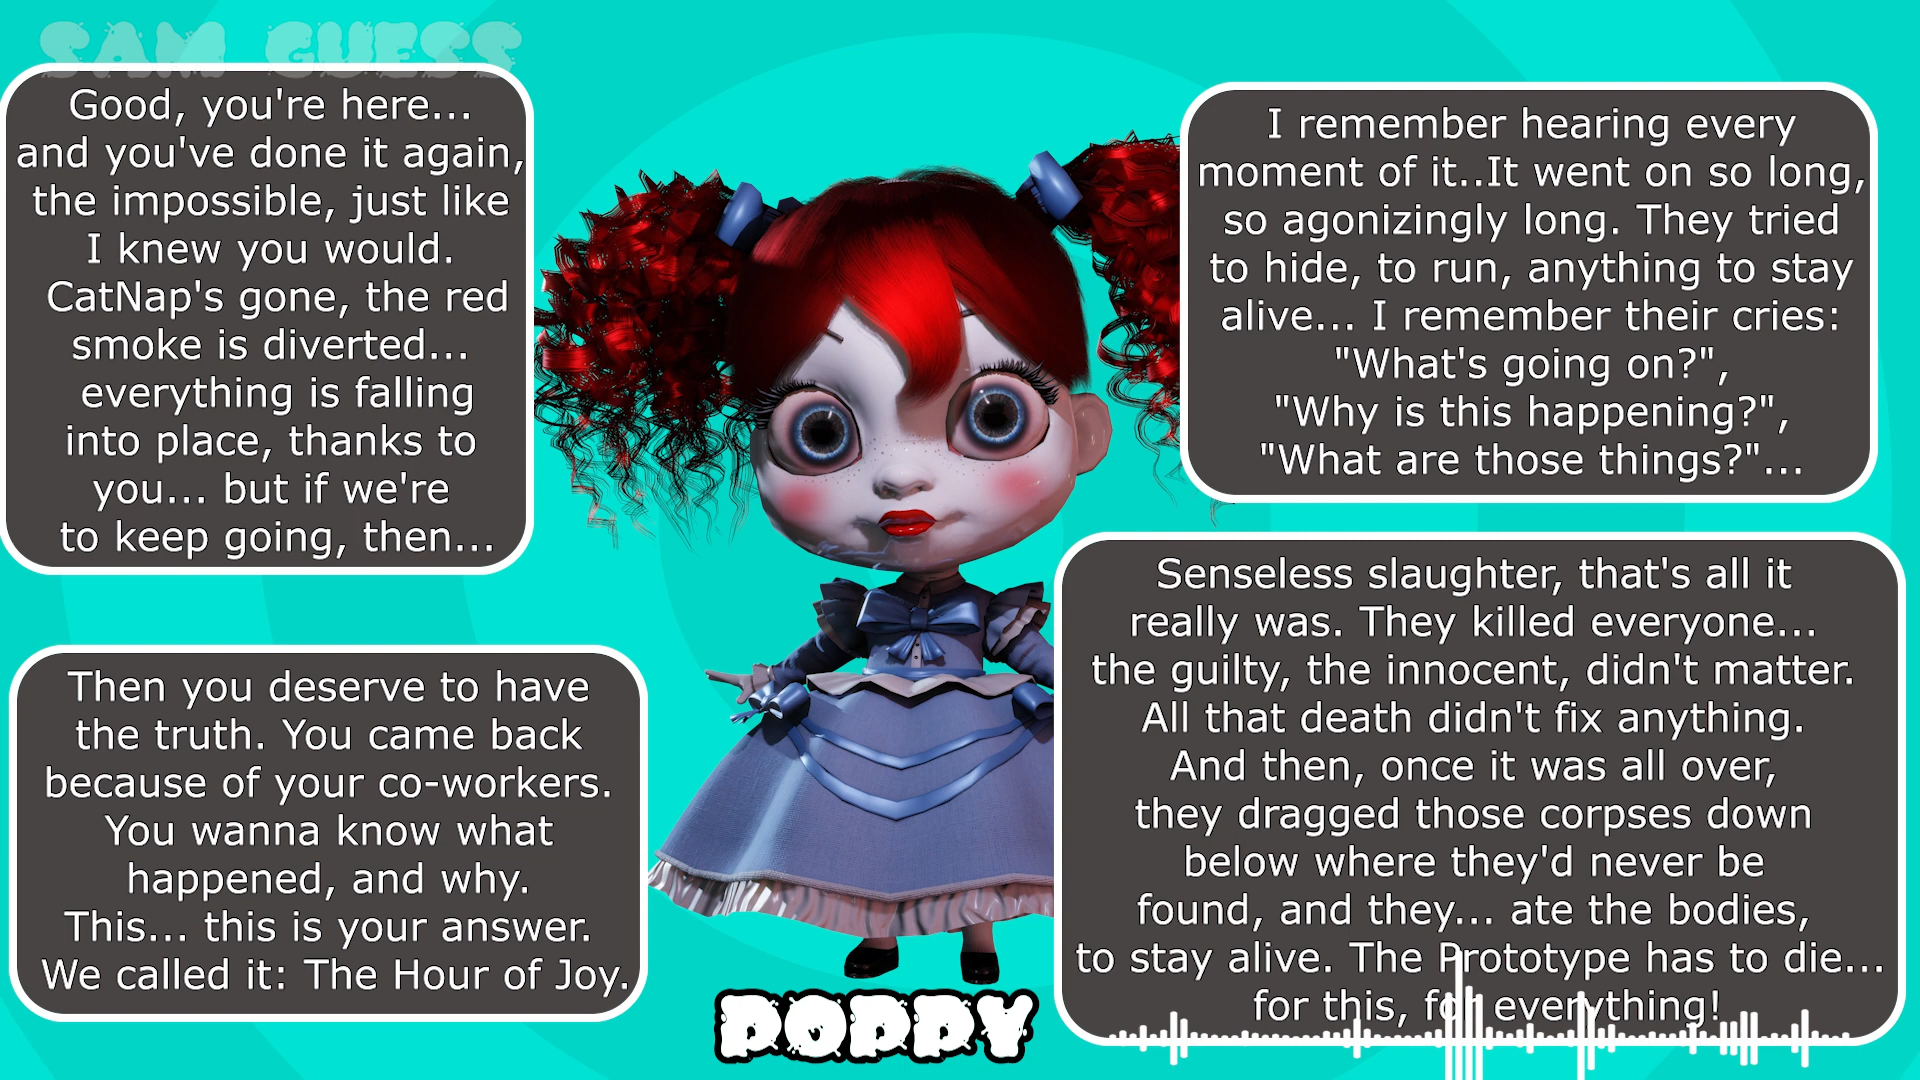 SAM GUESS
Good, you're here...
and you've done it again,
the impossible, just like
I knew you would.
CatNap's gone, the red
smoke is diverted...
everything is falling
into place, thanks to
you... but if we're
to keep going, then...
Then you deserve to have
the truth. You came back
because of your co-workers.
You wanna know what
happened, and why.
This... this is your answer.
We called it: The Hour of Joy.
I remember hearing every
moment of it..It went on so long,
so agonizingly long. They tried
to hide, to run, anything to stay
alive... I remember their cries:
"What's going on?",
"Why is this happening?",
"What are those things?"...
Senseless slaughter, that's all it
really was. They killed everyone...
the guilty, the innocent, didn't matter.
All that death didn't fix anything.
And then, once it was all over,
they dragged those corpses down
below where they'd never be
found, and they... ate the bodies,
to stay alive. The Prototype has to die...
for this, for everything!
POPPY